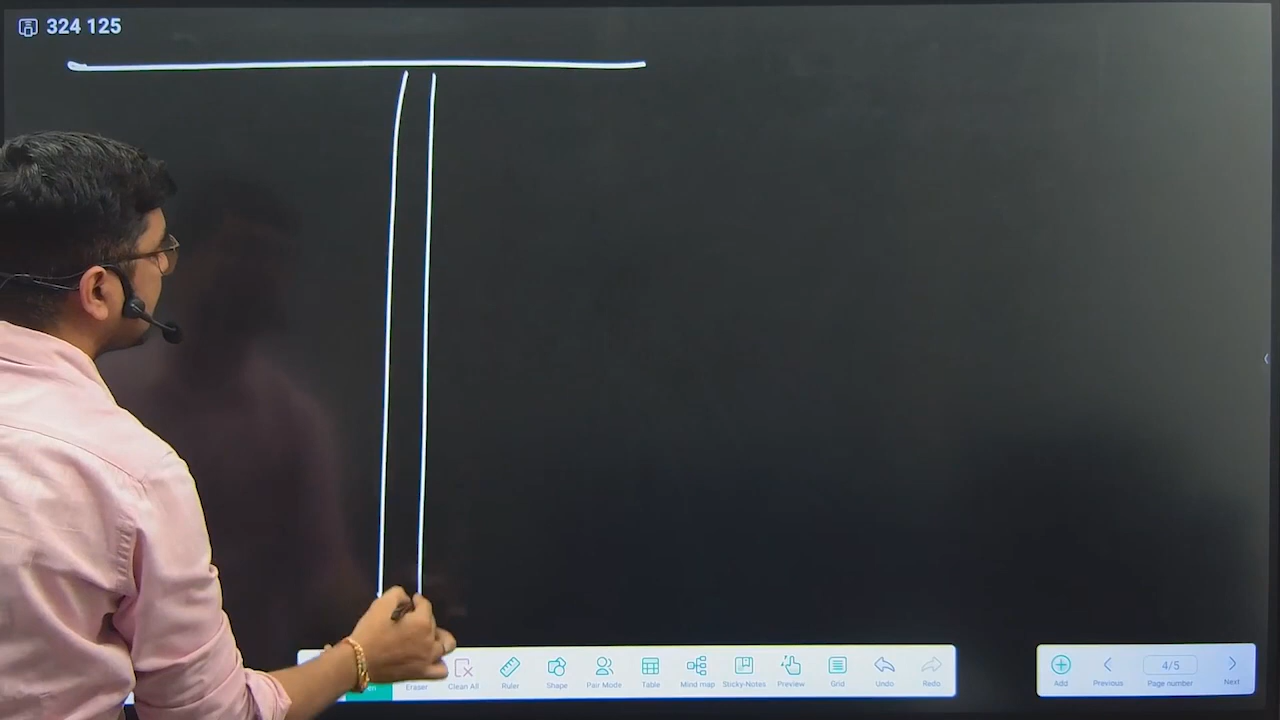 324 125
en
Eraser
Clean All
Ruler
Shape
Pair Mode
Table
Mind map
Sticky-Notes
Preview
Grid
Undo
Redo
Add
Previous
4/5
Page number
Next